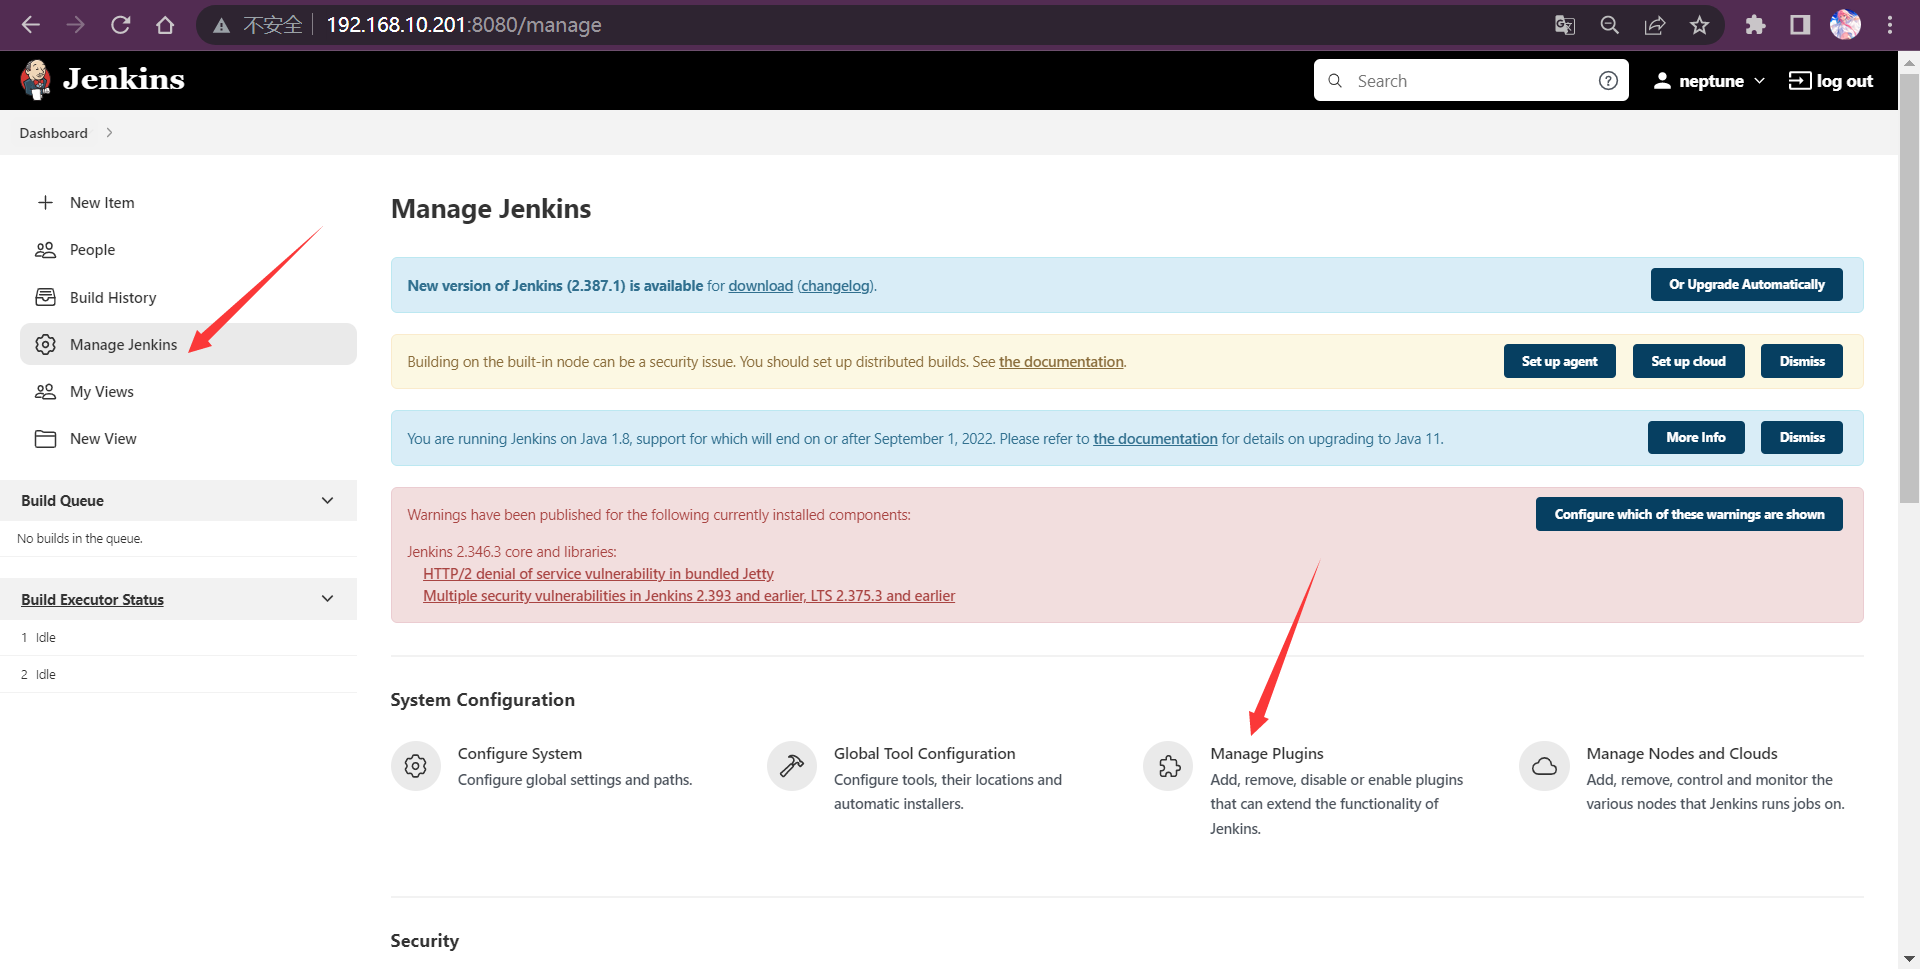 不安全 192.168.10.201:8080/manage
Jenkins
Search
neptune
log out
Dashboard
New Item
People
Build History
Manage Jenkins
My Views
New View
Build Queue
No builds in the queue.
Build Executor Status
1 Idle
2 Idle
Manage Jenkins
New version of Jenkins (2.387.1) is available for download (changelog).
Or Upgrade Automatically
Building on the built-in node can be a security issue. You should set up distributed builds. See the documentation.
Set up agent
Set up cloud
Dismiss
You are running Jenkins on Java 1.8, support for which will end on or after September 1, 2022. Please refer to the documentation for details on upgrading to Java 11.
More Info
Dismiss
Warnings have been published for the following currently installed components:
Configure which of these warnings are shown
Jenkins 2.346.3 core and libraries:
HTTP/2 denial of service vulnerability in bundled Jetty
Multiple security vulnerabilities in Jenkins 2.393 and earlier, LTS 2.375.3 and earlier
System Configuration
Configure System
Configure global settings and paths.
Global Tool Configuration
Configure tools, their locations and
automatic installers.
Manage Plugins
Add, remove, disable or enable plugins
that can extend the functionality of
Jenkins.
Manage Nodes and Clouds
Add, remove, control and monitor the
various nodes that Jenkins runs jobs on.
Security